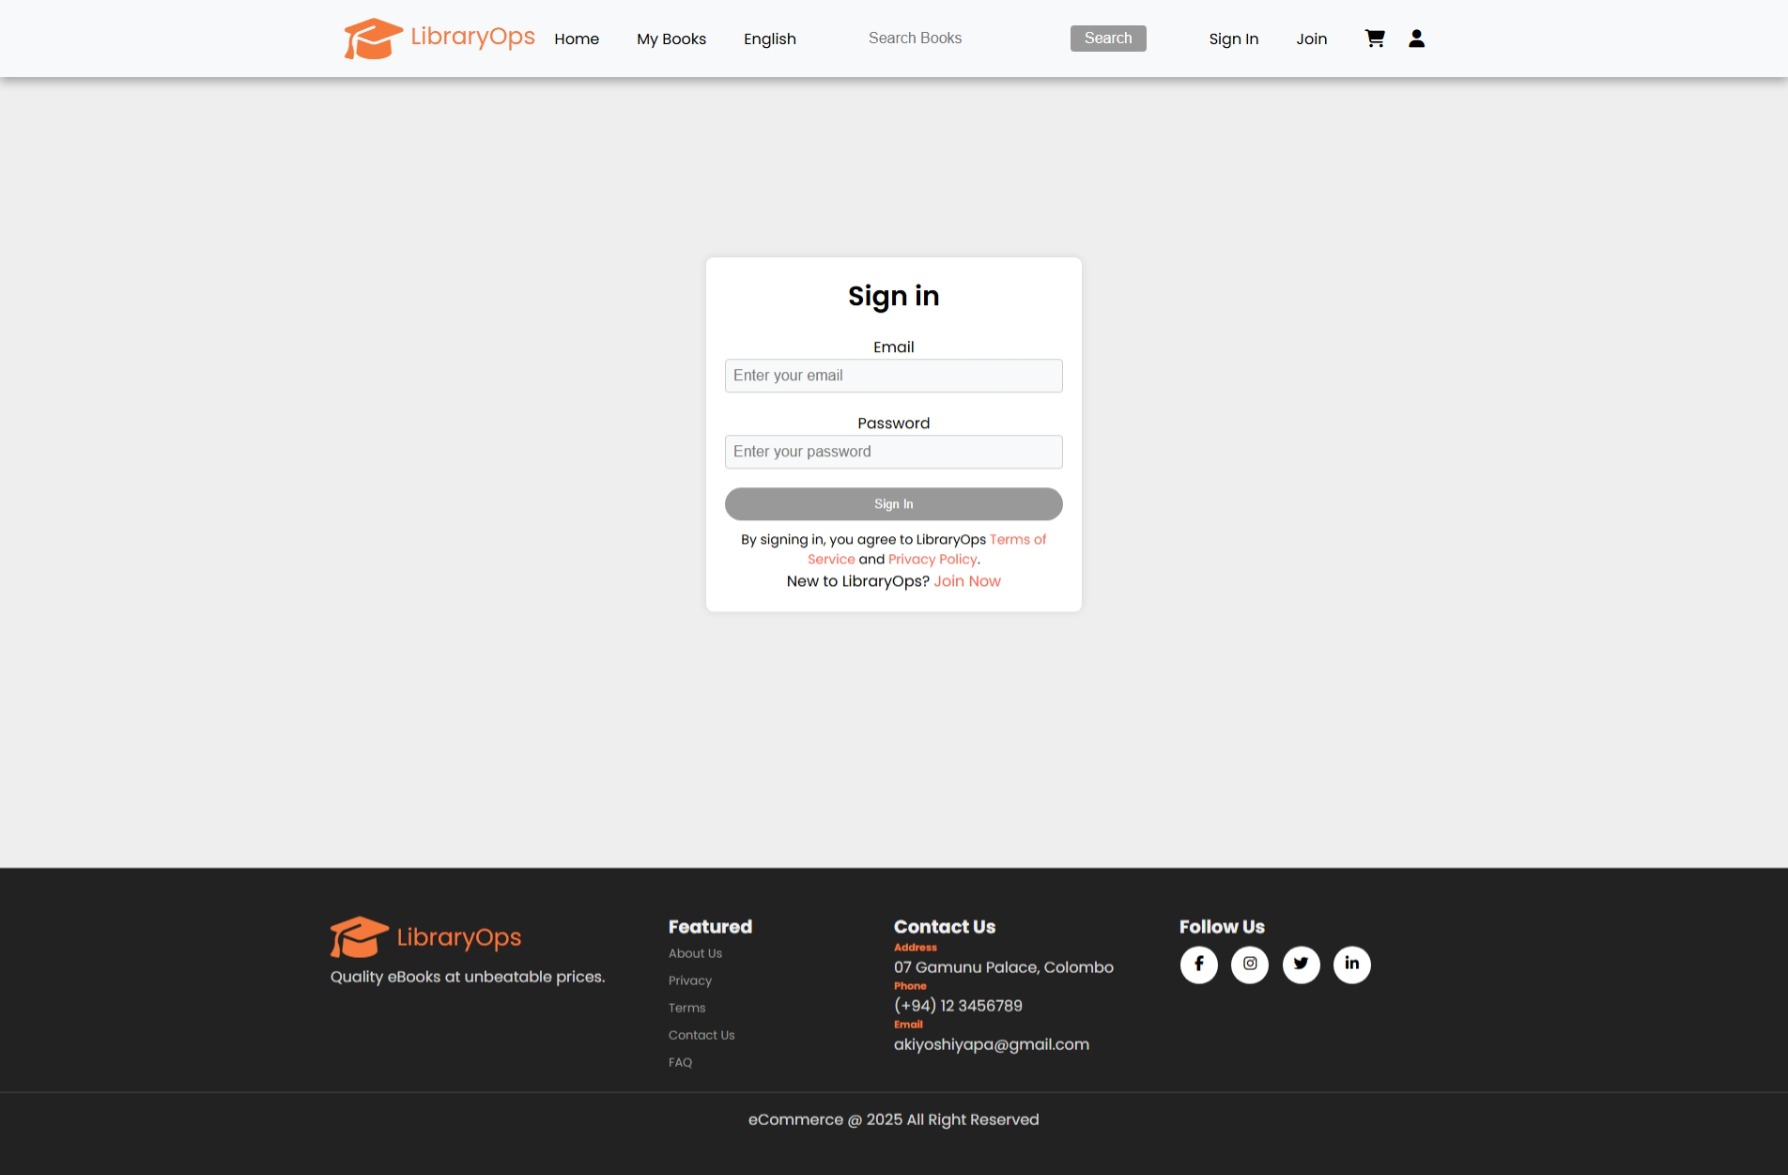 LibraryOps Home My Books English Search Books Search Sign In Join
Sign in
Email
Enter your email
Password
Enter your password
Sign In
By signing in, you agree to LibraryOps Terms of
Service and Privacy Policy.
New to LibraryOps? Join Now
LibraryOps
Quality eBooks at unbeatable prices.
Featured
About Us
Privacy
Terms
Contact Us
FAQ
Contact Us
Address
07 Gamunu Palace, Colombo
Phone
(+94) 12 3456789
Email
akiyoshiyapa@gmail.com
Follow Us
eCommerce @ 2025 All Right Reserved